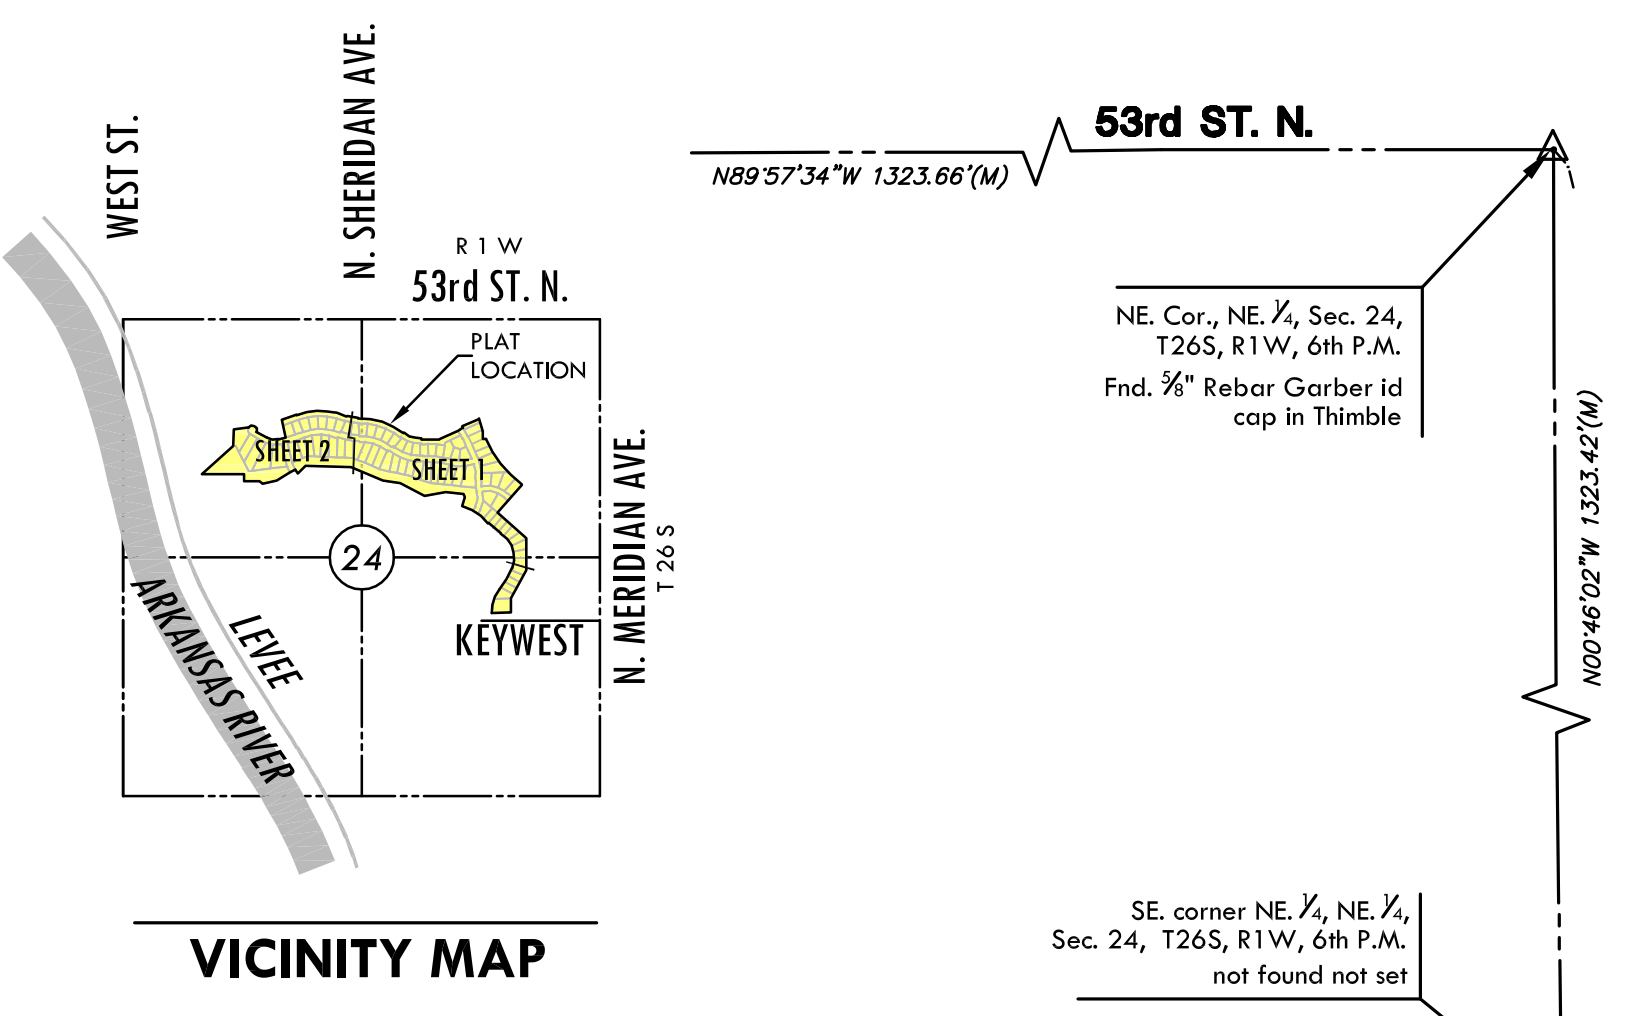 WEST ST.
N. SHERIDAN AVE.
R 1 W
53rd ST. N.
PLAT
LOCATION
SHEET 2
SHEET 1
24
N. MERIDIAN AVE.
T 26 S
KEYWEST
LEVEE
ARKANSAS RIVER
VICINITY MAP
53rd ST. N.
N89°57'34"W 1323.66'(M)
NE. Cor., NE. ¼, Sec. 24,
T26S, R1W, 6th P.M.
Fnd. ⅝" Rebar Garber id
cap in Thimble
N00°46'02"W 1323.42'(M)
SE. corner NE. ¼, NE. ¼,
Sec. 24, T26S, R1W, 6th P.M.
not found not set